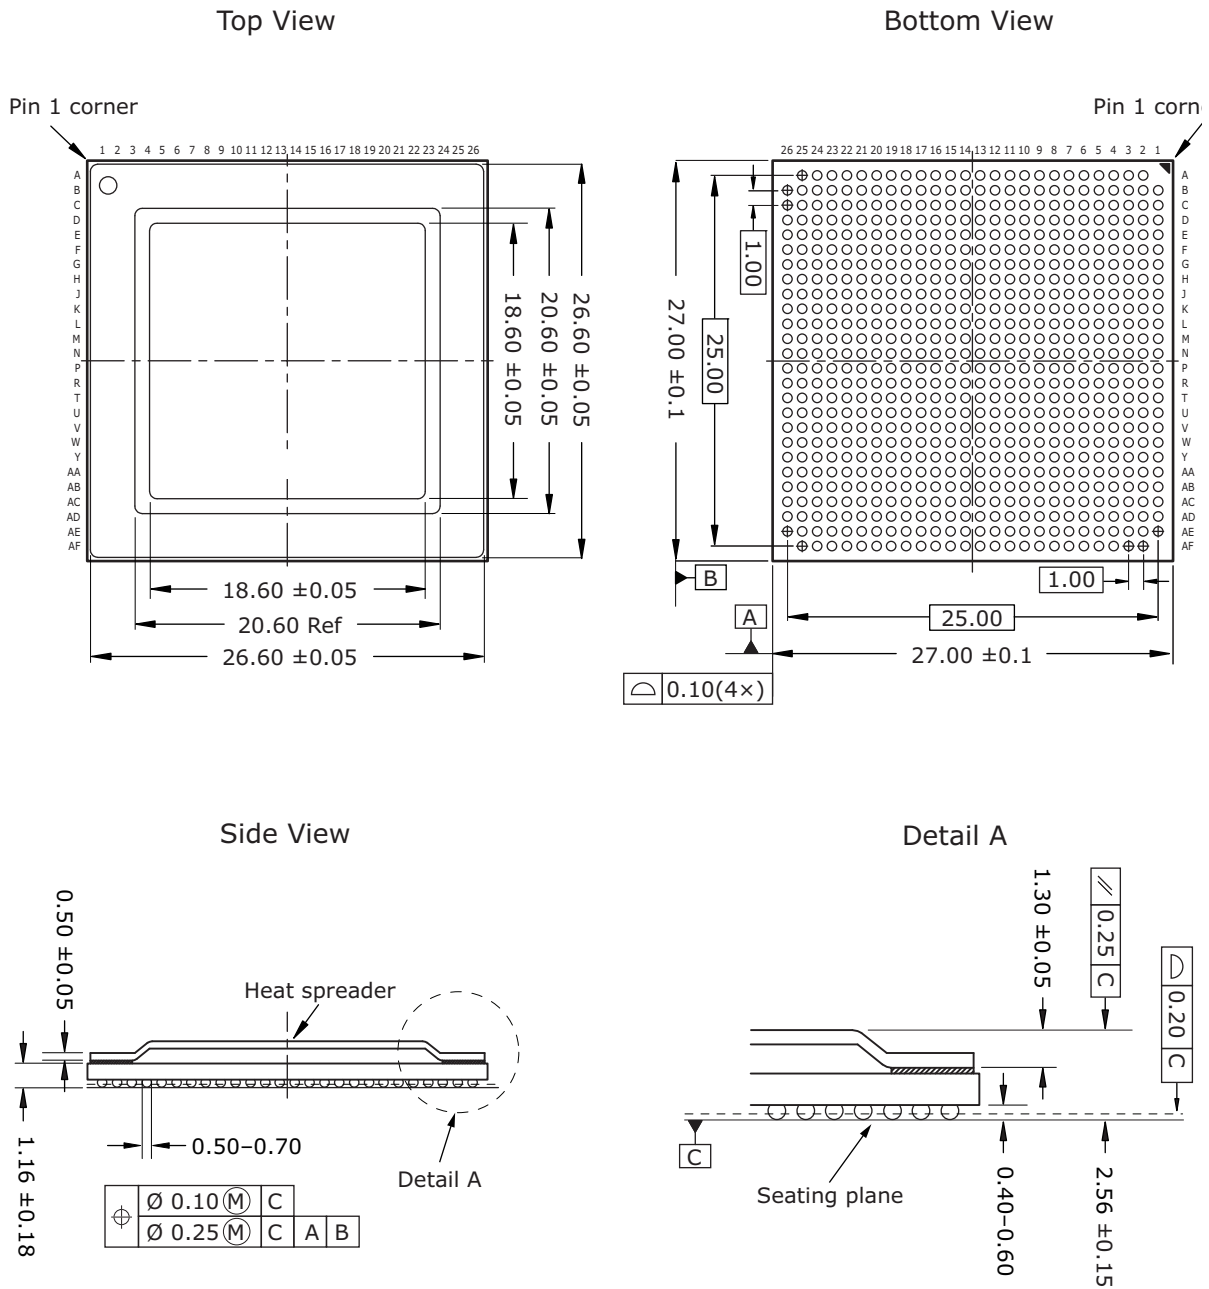 Top View
Bottom View
Pin 1 corner
Pin 1 corn
1 2 3 4 5 6 7 8 9 10 11 12 13 14 15 16 17 18 19 20 21 22 23 24 25 26
A
B
C
D
E
F
G
H
J
K
L
M
N
P
R
T
U
V
W
Y
AA
AB
AC
AD
AE
AF
18.60 ±0.05
20.60 ±0.05
26.60 ±0.05
18.60 ±0.05
20.60 Ref
26.60 ±0.05
26 25 24 23 22 21 20 19 18 17 16 15 14 13 12 11 10 9 8 7 6 5 4 3 2 1
A
B
C
D
E
F
G
H
J
K
L
M
N
P
R
T
U
V
W
Y
AA
AB
AC
AD
AE
AF
1.00
27.00 ±0.1
25.00
B
1.00
A
25.00
27.00 ±0.1
0.10(4×)
Side View
Detail A
0.50 ±0.05
Heat spreader
1.16 ±0.18
0.50–0.70
Detail A
Ø 0.10 Ⓜ C
Ø 0.25 Ⓜ C A B
1.30 ±0.05
⫽ 0.25 C
⌓ 0.20 C
C
Seating plane
0.40–0.60
2.56 ±0.15